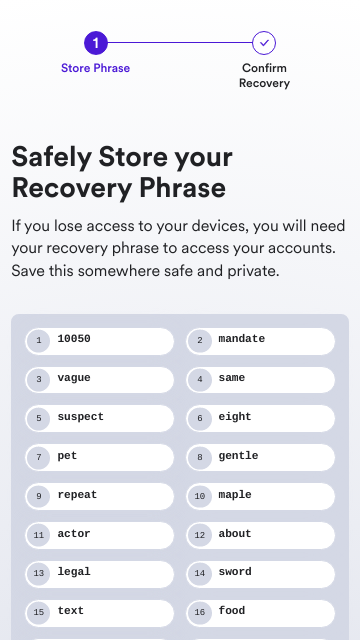 1
Store Phrase
Confirm
Recovery
Safely Store your
Recovery Phrase
If you lose access to your devices, you will need
your recovery phrase to access your accounts.
Save this somewhere safe and private.
1 10050 2 mandate
3 vague 4 same
5 suspect 6 eight
7 pet 8 gentle
9 repeat 10 maple
11 actor 12 about
13 legal 14 sword
15 text 16 food